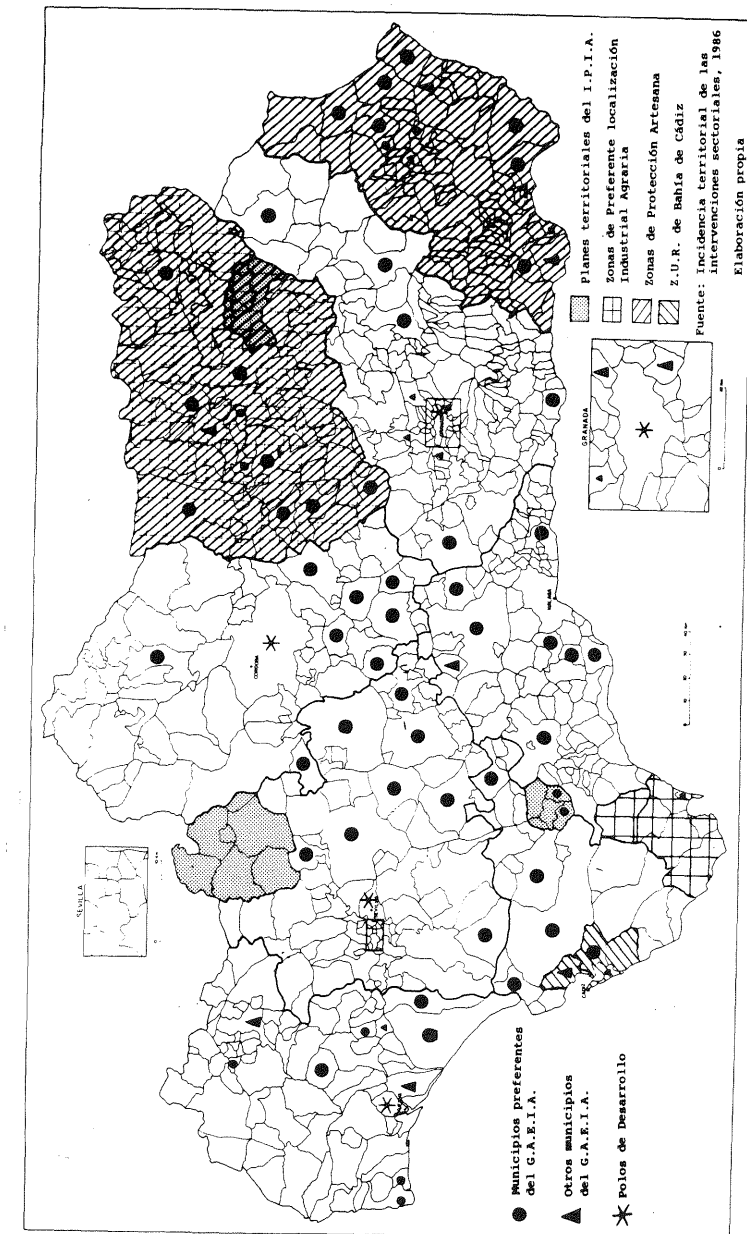 SEVILLA
CORDOBA
GRANADA
CADIZ
Planes territoriales del I.P.I.A.
Zonas de Preferente localización
Industrial Agraria
Zonas de Protección Artesana
Z.U.R. de Bahía de Cádiz
Fuente: Incidencia territorial de las
intervenciones sectoriales, 1986
Elaboración propia
Municipios preferentes
del G.A.E.I.A.
Otros municipios
del G.A.E.I.A.
Polos de Desarrollo